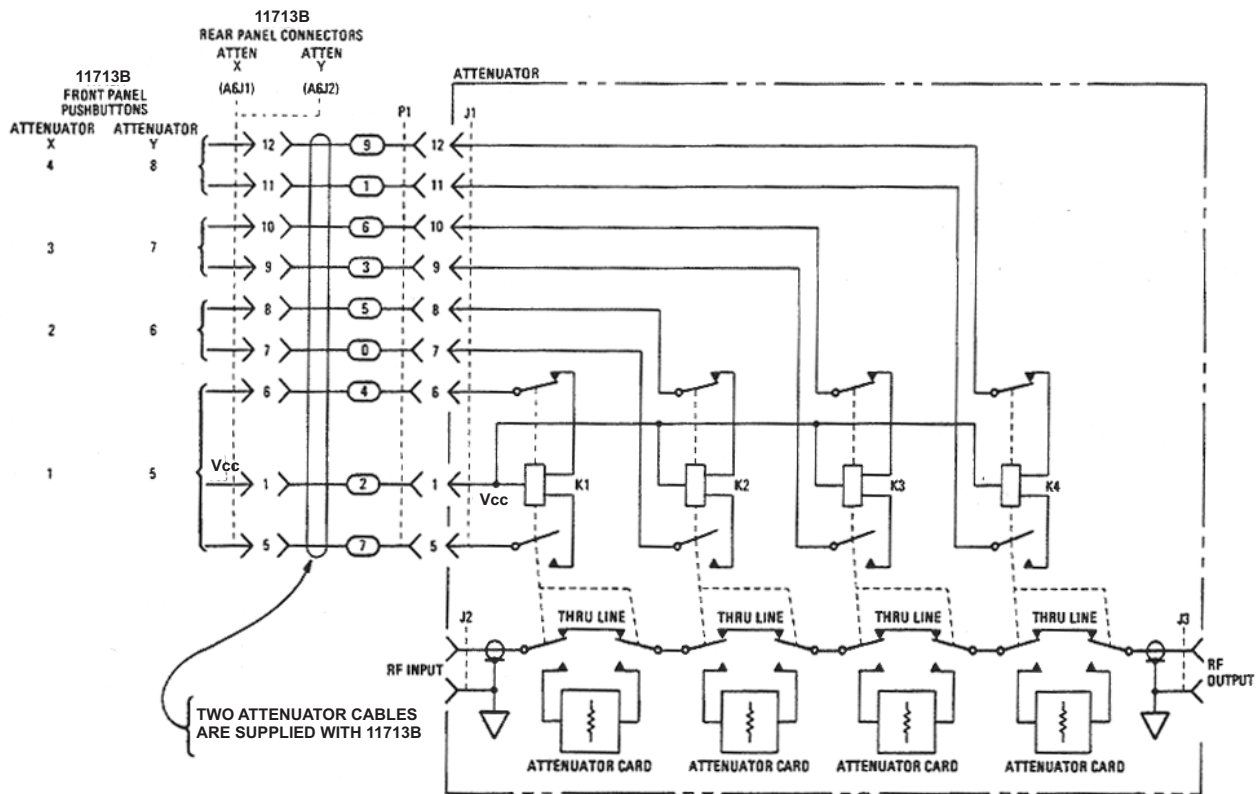 11713B
REAR PANEL CONNECTORS
ATTEN ATTEN
X Y
(A6J1) (A6J2)
11713B
FRONT PANEL
PUSHBUTTONS
ATTENUATOR ATTENUATOR
X Y
ATTENUATOR
P1 J1
4 8
12 9 12
11 1 11
3 7
10 6 10
9 3 9
2 6
8 5 8
7 0 7
6 4 6
1 5
Vcc
1 2 1
Vcc
K1 K2 K3 K4
5 7 5
J2
THRU LINE THRU LINE THRU LINE THRU LINE
J3
RF INPUT
RF
OUTPUT
TWO ATTENUATOR CABLES
ARE SUPPLIED WITH 11713B
ATTENUATOR CARD ATTENUATOR CARD ATTENUATOR CARD ATTENUATOR CARD